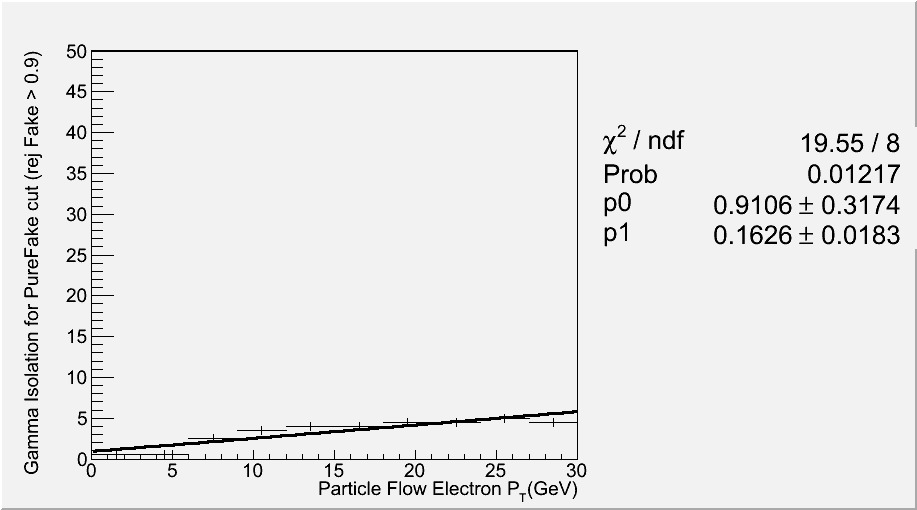 Gamma Isolation for PureFake cut (rej Fake > 0.9)
50
45
40
35
30
25
20
15
10
5
0
0 5 10 15 20 25 30
Particle Flow Electron P_T(GeV)
χ² / ndf 19.55 / 8
Prob 0.01217
p0 0.9106 ± 0.3174
p1 0.1626 ± 0.0183